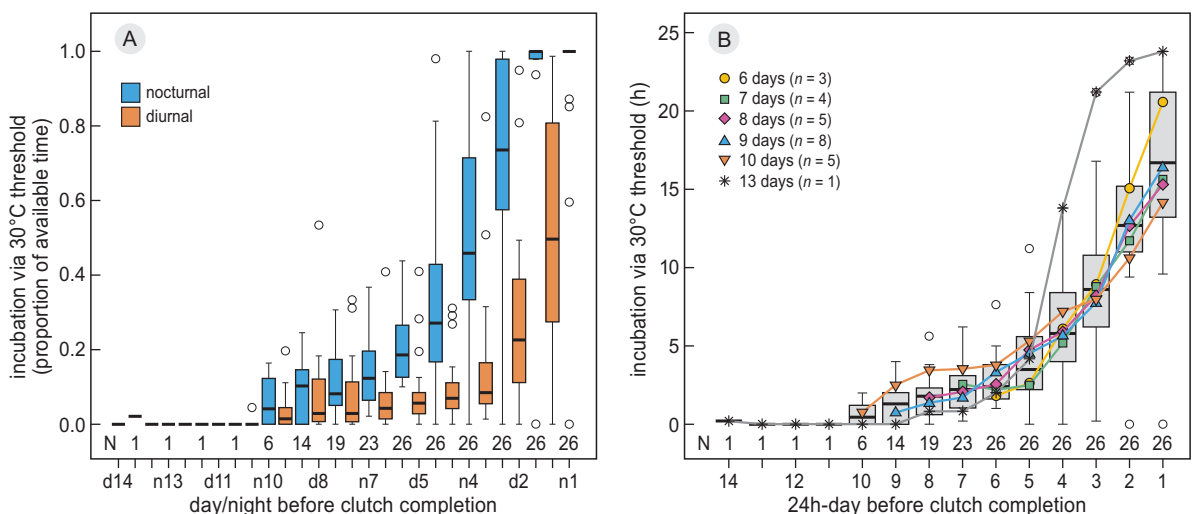 A
nocturnal
diurnal
incubation via 30°C threshold
(proportion of available time)
1.0
0.8
0.6
0.4
0.2
0.0
N 1 1 1 1 6 14 19 23 26 26 26 26 26
d14 n13 d11 n10 d8 n7 d5 n4 d2 n1
day/night before clutch completion
B
6 days (n = 3)
7 days (n = 4)
8 days (n = 5)
9 days (n = 8)
10 days (n = 5)
13 days (n = 1)
incubation via 30°C threshold (h)
25
20
15
10
5
0
N 1 1 1 1 6 14 19 23 26 26 26 26 26 26
14 12 10 9 8 7 6 5 4 3 2 1
24h-day before clutch completion